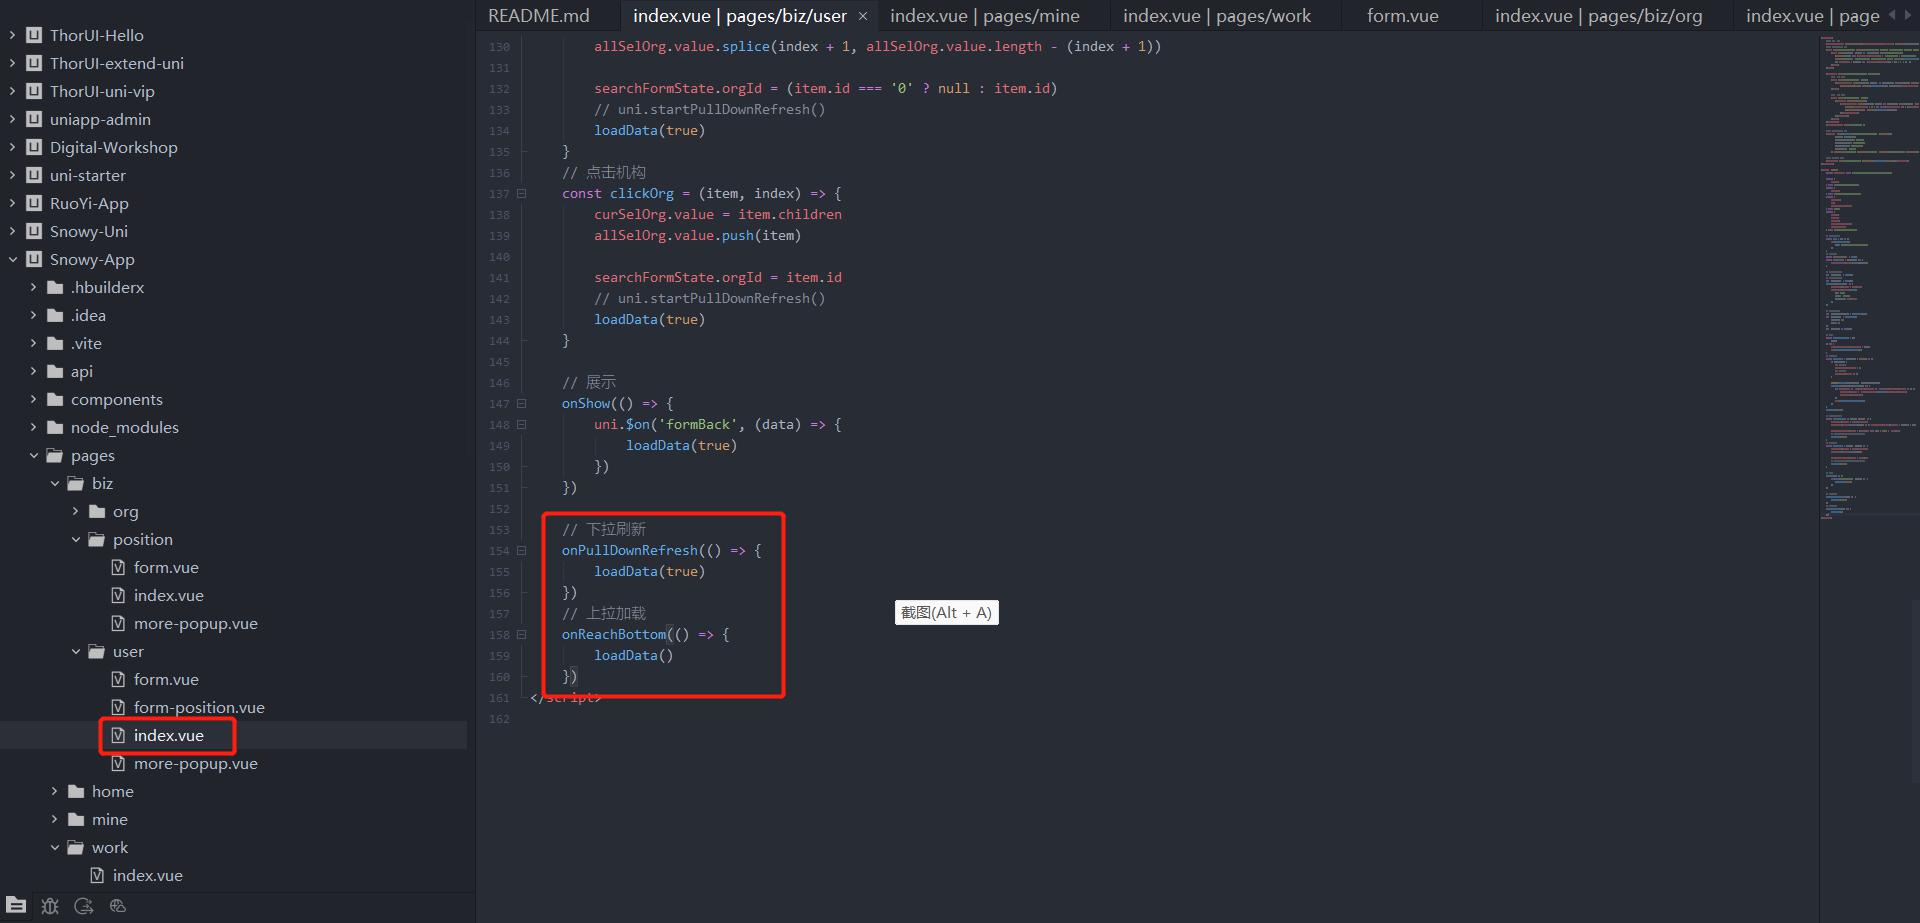 README.md
index.vue | pages/biz/user ×
index.vue | pages/mine
index.vue | pages/work
form.vue
index.vue | pages/biz/org
index.vue | page
ThorUI-Hello
ThorUI-extend-uni
ThorUI-uni-vip
uniapp-admin
Digital-Workshop
uni-starter
RuoYi-App
Snowy-Uni
Snowy-App
.hbuilderx
.idea
.vite
api
components
node_modules
pages
biz
org
position
form.vue
index.vue
more-popup.vue
user
form.vue
form-position.vue
index.vue
more-popup.vue
home
mine
work
index.vue
130 allSelOrg.value.splice(index + 1, allSelOrg.value.length - (index + 1))
131
132 searchFormState.orgId = (item.id === '0' ? null : item.id)
133 // uni.startPullDownRefresh()
134 loadData(true)
135 }
136 // 点击机构
137 const clickOrg = (item, index) => {
138 curSelOrg.value = item.children
139 allSelOrg.value.push(item)
140
141 searchFormState.orgId = item.id
142 // uni.startPullDownRefresh()
143 loadData(true)
144 }
145
146 // 展示
147 onShow(() => {
148 uni.$on('formBack', (data) => {
149 loadData(true)
150 })
151 })
152
153 // 下拉刷新
154 onPullDownRefresh(() => {
155 loadData(true)
156 })
157 // 上拉加载
158 onReachBottom(() => {
159 loadData()
160 })
161 </script>
162
截图(Alt + A)